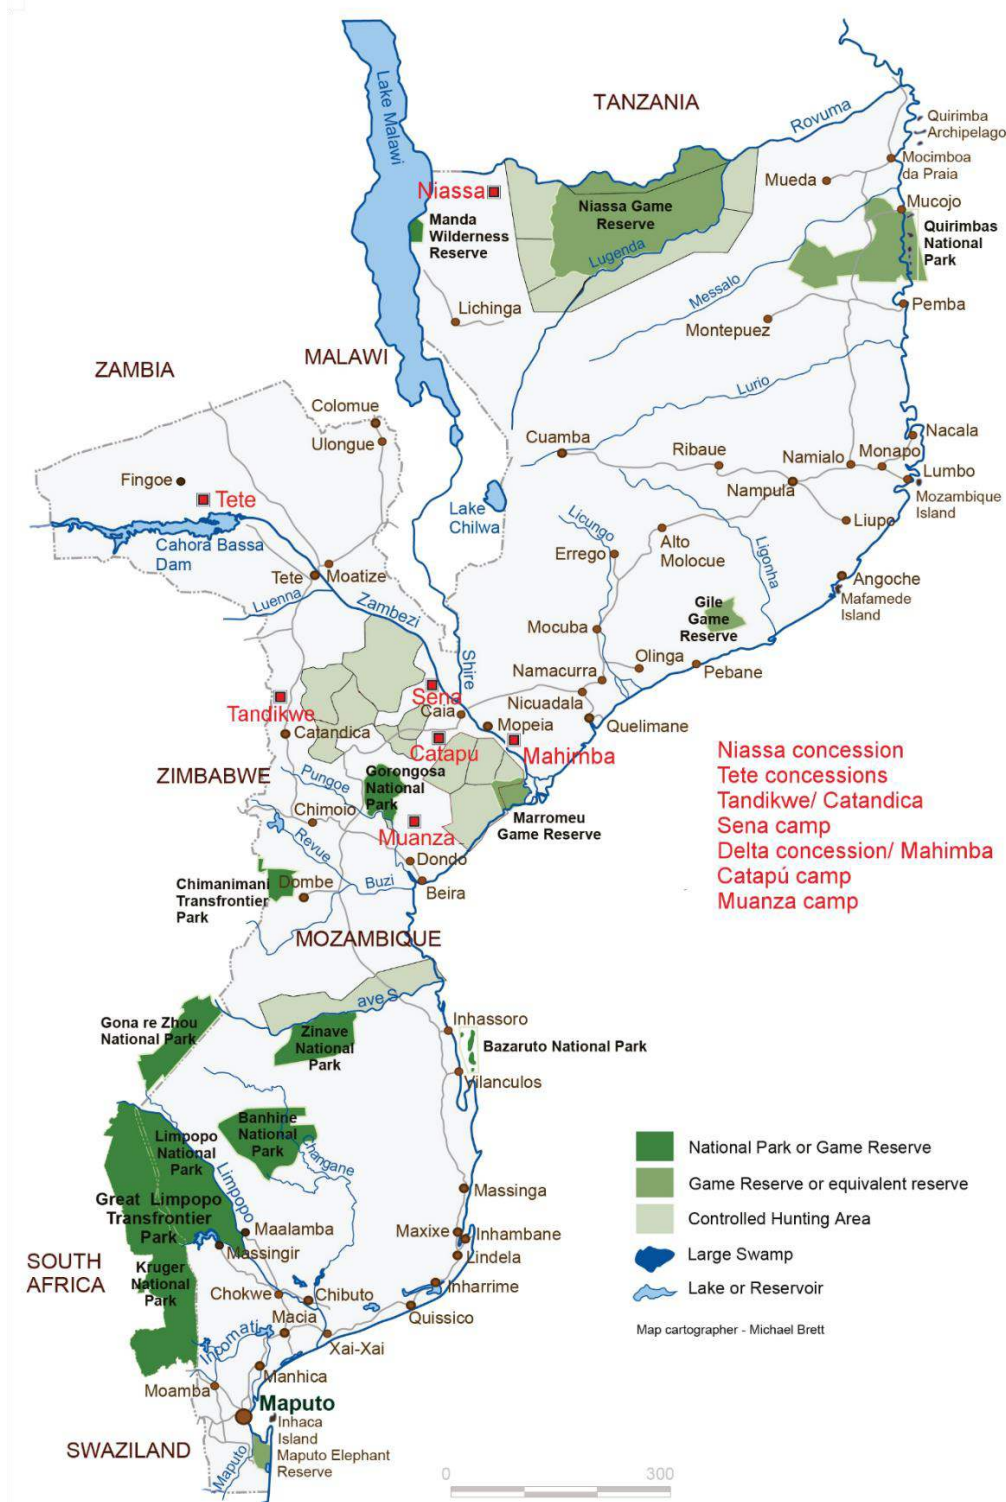 TANZANIA
Lake Malawi
Rovuma
Quirimba
Archipelago
Mocimboa
da Praia
Mueda
Niassa
Niassa Game
Reserve
Mucojo
Manda
Wilderness
Reserve
Quirimbas
National
Park
Lugenda
Messalo
Lichinga
Pemba
Montepuez
MALAWI
ZAMBIA
Lurio
Colomue
Ulongue
Cuamba
Ribaue
Namialo
Monapo
Nacala
Lumbo
Fingoe
Tete
Nampula
Mozambique
Island
Lake
Chilwa
Licungo
Liupo
Cahora Bassa
Dam
Errego
Alto
Molocue
Ligonha
Tete
Moatize
Angoche
Mafamede
Island
Luenna
Zambezi
Gile
Game
Reserve
Mocuba
Shire
Olinga
Namacurra
Pebane
Sena
Nicuadala
Tandikwe
Caia
Mopeia
Quelimane
Catandica
Catapu
Mahimba
Niassa concession
Tete concessions
Tandikwe/ Catandica
Sena camp
Delta concession/ Mahimba
Catapú camp
Muanza camp
ZIMBABWE
Pungoe
Gorongosa
National
Park
Chimoio
Marromeu
Game Reserve
Revue
Muanza
Dondo
Chimanimani
Transfrontier
Park
Dombe
Buzi
Beira
MOZAMBIQUE
ave S
Gona re Zhou
National Park
Zinave
National
Park
Inhassoro
Bazaruto National Park
Vilanculos
Limpopo
National
Park
Banhine
National
Park
Changane
National Park or Game Reserve
Game Reserve or equivalent reserve
Controlled Hunting Area
Large Swamp
Lake or Reservoir
Map cartographer - Michael Brett
Limpopo
Great Limpopo
Transfrontier
Park
Massinga
Maalamba
Maxixe
Inhambane
Massingir
Lindela
SOUTH
AFRICA
Kruger
National
Park
Chokwe
Chibuto
Inharrime
Macia
Quissico
Incomati
Xai-Xai
Manhica
Moamba
Maputo
Inhaca
Island
Maputo Elephant
Reserve
SWAZILAND
Maputo
0 300